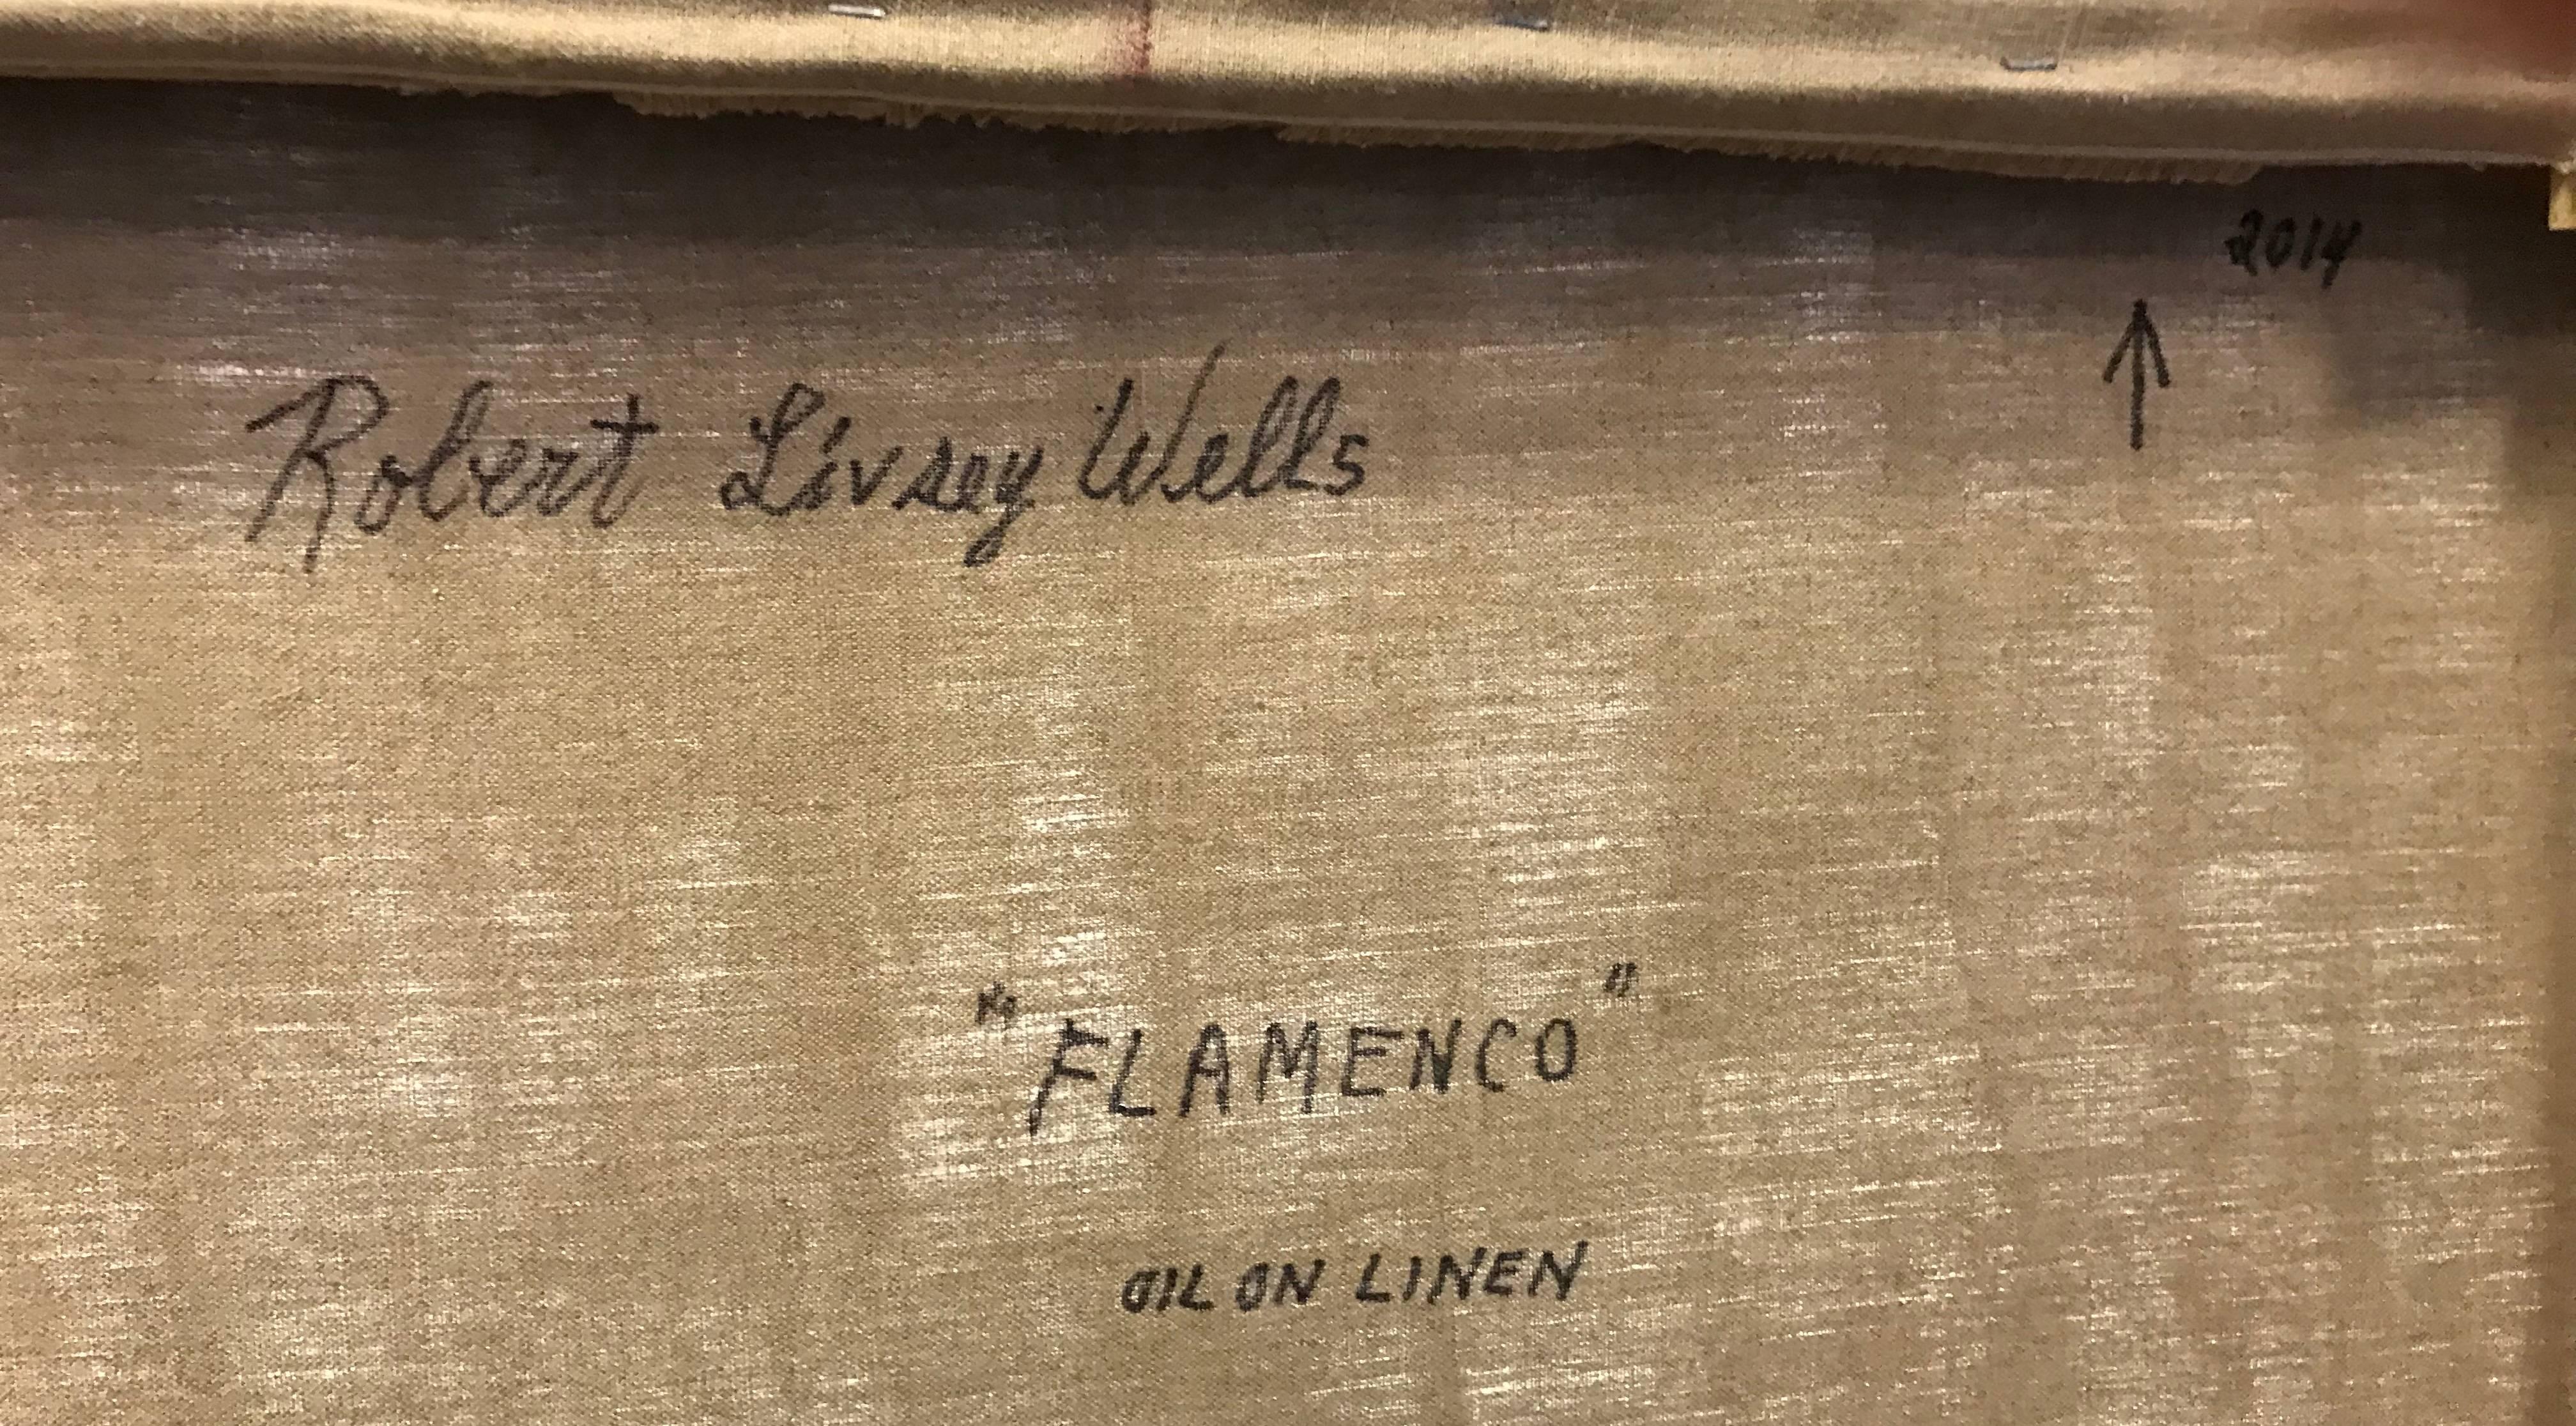 2014
↑
Robert Livsey Wells
"FLAMENCO"
OIL ON LINEN